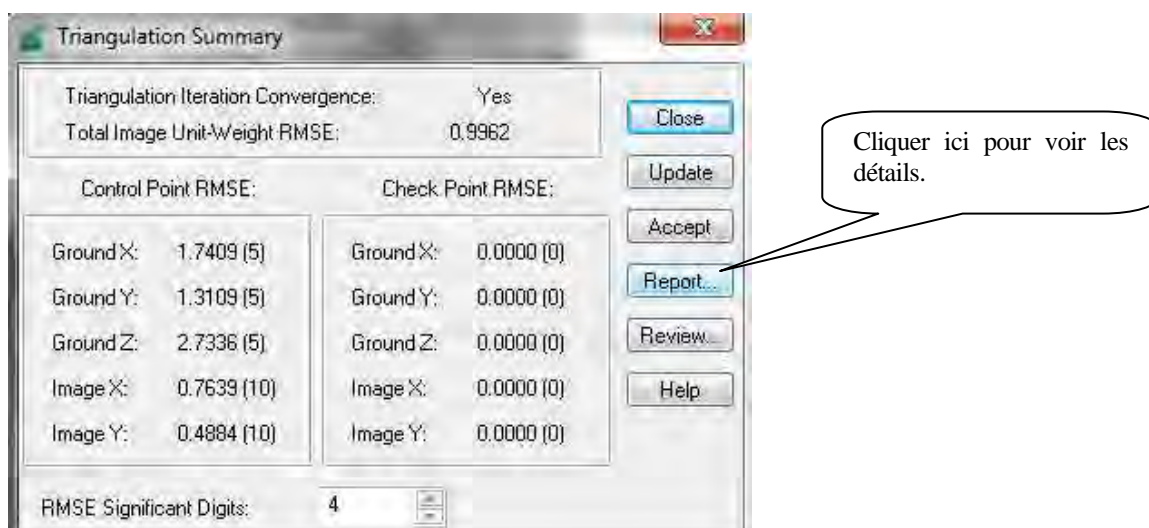 Triangulation Summary
Triangulation Iteration Convergence: Yes
Total Image Unit-Weight RMSE: 0.9962
Control Point RMSE: Check Point RMSE:
Ground X: 1.7409 (5) Ground X: 0.0000 (0)
Ground Y: 1.3109 (5) Ground Y: 0.0000 (0)
Ground Z: 2.7336 (5) Ground Z: 0.0000 (0)
Image X: 0.7639 (10) Image X: 0.0000 (0)
Image Y: 0.4884 (10) Image Y: 0.0000 (0)
RMSE Significant Digits: 4
Close
Update
Accept
Report...
Review...
Help
Cliquer ici pour voir les
détails.